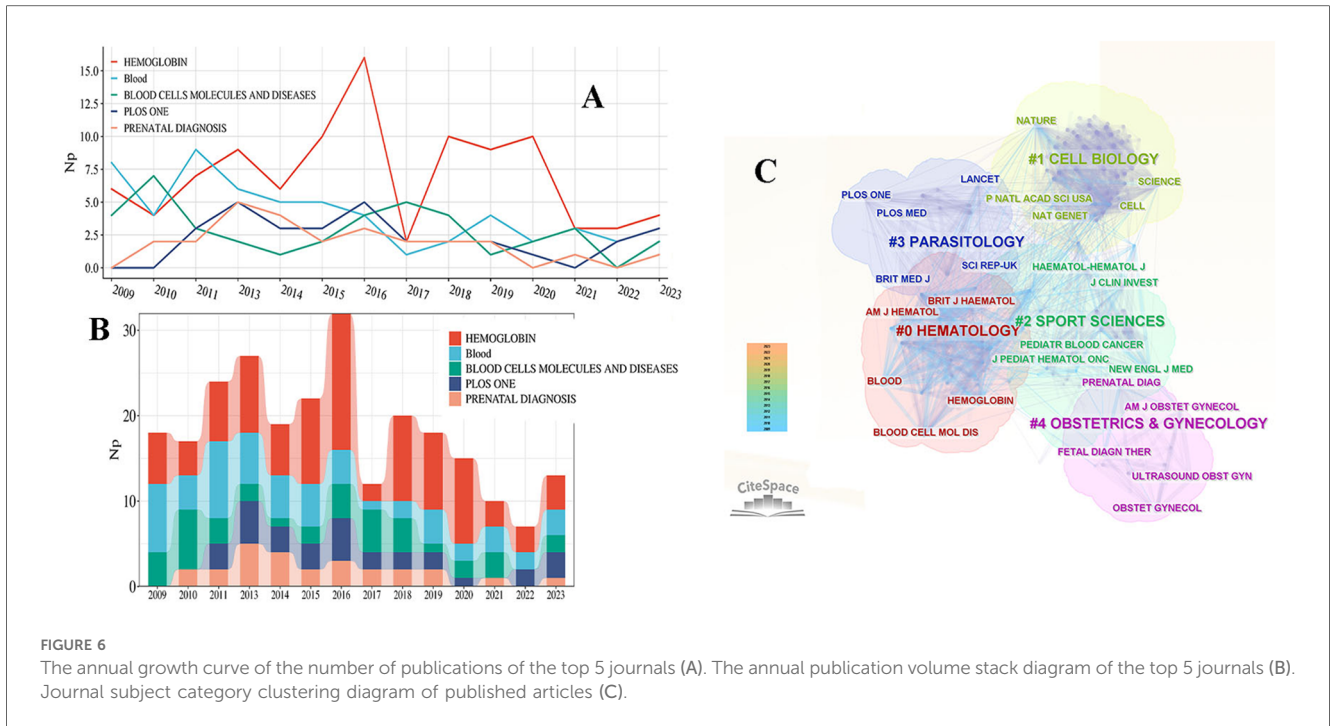 HEMOGLOBIN
Blood
BLOOD CELLS MOLECULES AND DISEASES
PLOS ONE
PRENATAL DIAGNOSIS
A
15.0
12.5
10.0
7.5
5.0
2.5
0.0
Np
2009 2010 2011 2013 2014 2015 2016 2017 2018 2019 2020 2021 2022 2023
B
HEMOGLOBIN
Blood
BLOOD CELLS MOLECULES AND DISEASES
PLOS ONE
PRENATAL DIAGNOSIS
30
20
10
0
Np
2009 2010 2011 2013 2014 2015 2016 2017 2018 2019 2020 2021 2022 2023
C
NATURE
#1 CELL BIOLOGY
LANCET
SCIENCE
PLOS ONE
P NATL ACAD SCI USA
CELL
PLOS MED
NAT GENET
#3 PARASITOLOGY
SCI REP-UK
HAEMATOL-HEMATOL J
BRIT MED J
J CLIN INVEST
BRIT J HAEMATOL
AM J HEMATOL
#2 SPORT SCIENCES
#0 HEMATOLOGY
PEDIATR BLOOD CANCER
J PEDIAT HEMATOL ONC
NEW ENGL J MED
BLOOD
PRENATAL DIAG
HEMOGLOBIN
AM J OBSTET GYNECOL
#4 OBSTETRICS & GYNECOLOGY
BLOOD CELL MOL DIS
FETAL DIAGN THER
ULTRASOUND OBST GYN
OBSTET GYNECOL
CiteSpace
FIGURE 6
The annual growth curve of the number of publications of the top 5 journals (A). The annual publication volume stack diagram of the top 5 journals (B).
Journal subject category clustering diagram of published articles (C).